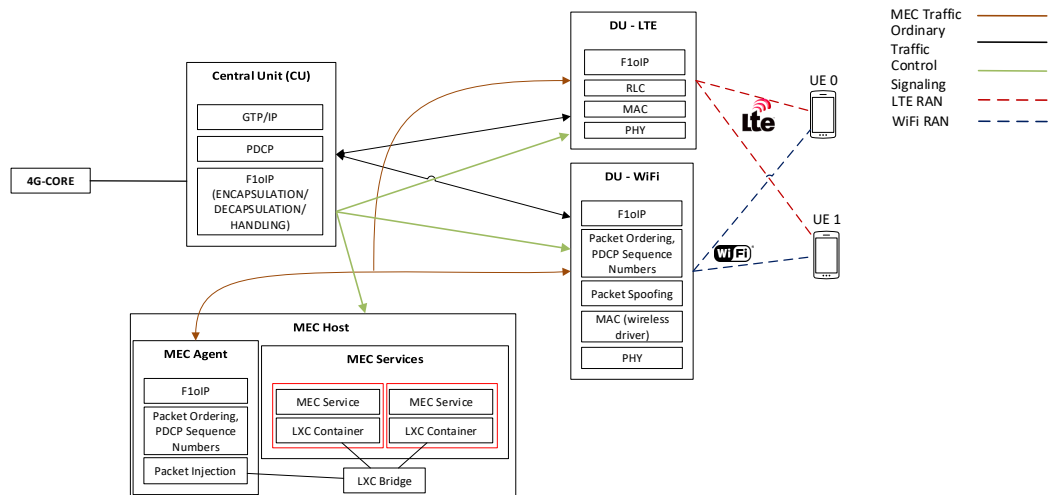 MEC Traffic
Ordinary
Traffic
Control
Signaling
LTE RAN
WiFi RAN
DU - LTE
F1oIP
RLC
MAC
PHY
Central Unit (CU)
GTP/IP
PDCP
F1oIP
(ENCAPSULATION/
DECAPSULATION/
HANDLING)
4G-CORE
UE 0
Lte
DU - WiFi
F1oIP
Packet Ordering,
PDCP Sequence
Numbers
Packet Spoofing
MAC (wireless
driver)
PHY
UE 1
WiFi
MEC Host
MEC Agent
F1oIP
Packet Ordering,
PDCP Sequence
Numbers
Packet Injection
MEC Services
MEC Service
LXC Container
MEC Service
LXC Container
LXC Bridge